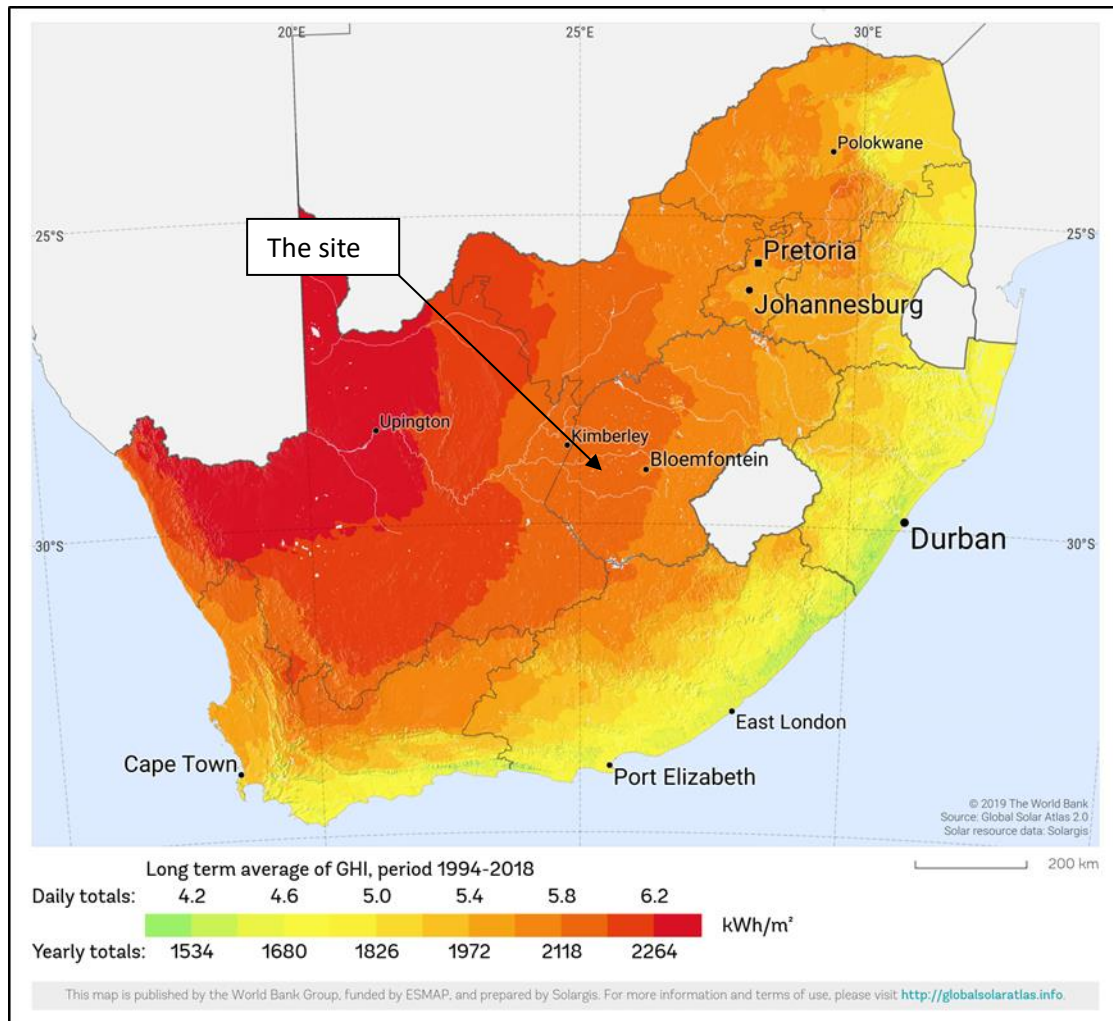 20°E 25°E 30°E
Polokwane
25°S 25°S
The site
Pretoria
Johannesburg
Upington
Kimberley
Bloemfontein
30°S 30°S
Durban
East London
Cape Town
Port Elizabeth
© 2019 The World Bank
Source: Global Solar Atlas 2.0
Solar resource data: Solargis
Long term average of GHI, period 1994-2018
200 km
Daily totals: 4.2 4.6 5.0 5.4 5.8 6.2
kWh/m²
Yearly totals: 1534 1680 1826 1972 2118 2264
This map is published by the World Bank Group, funded by ESMAP, and prepared by Solargis. For more information and terms of use, please visit http://globalsolaratlas.info.